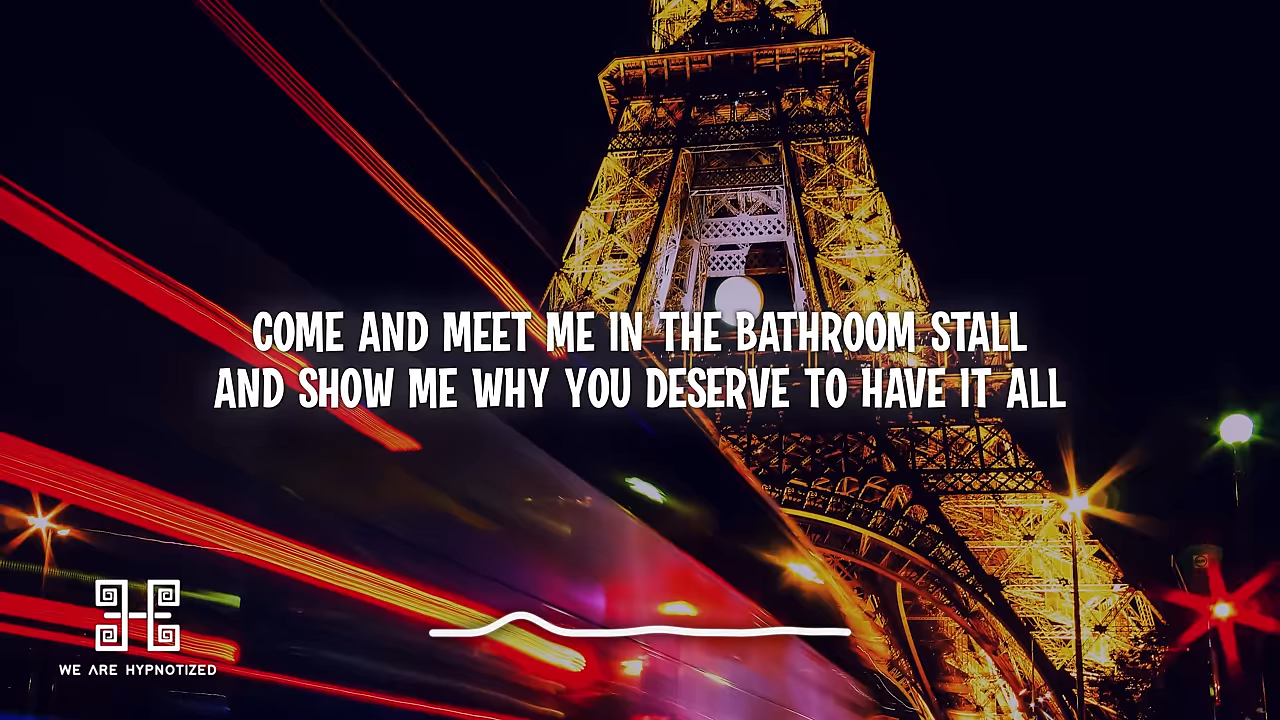 COME AND MEET ME IN THE BATHROOM STALL
AND SHOW ME WHY YOU DESERVE TO HAVE IT ALL
WE ARE HYPNOTIZED